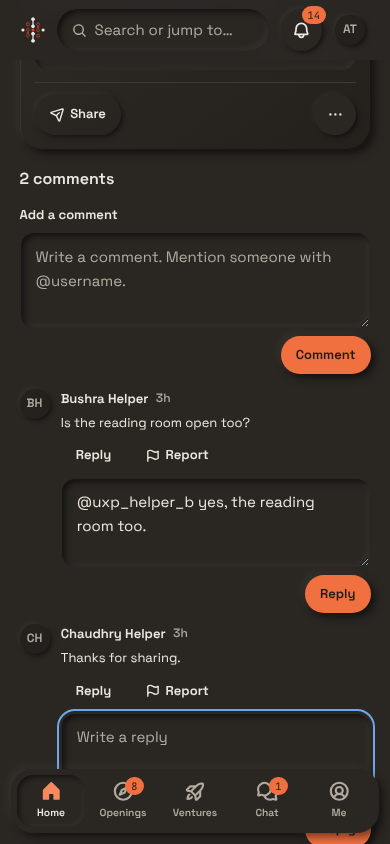 Search or jump to...
14
AT
Share
2 comments
Add a comment
Write a comment. Mention someone with
@username.
Comment
BH
Bushra Helper 3h
Is the reading room open too?
Reply
Report
@uxp_helper_b yes, the reading
room too.
Reply
CH
Chaudhry Helper 3h
Thanks for sharing.
Reply
Report
Write a reply
Home
8
Openings
Ventures
1
Chat
Me